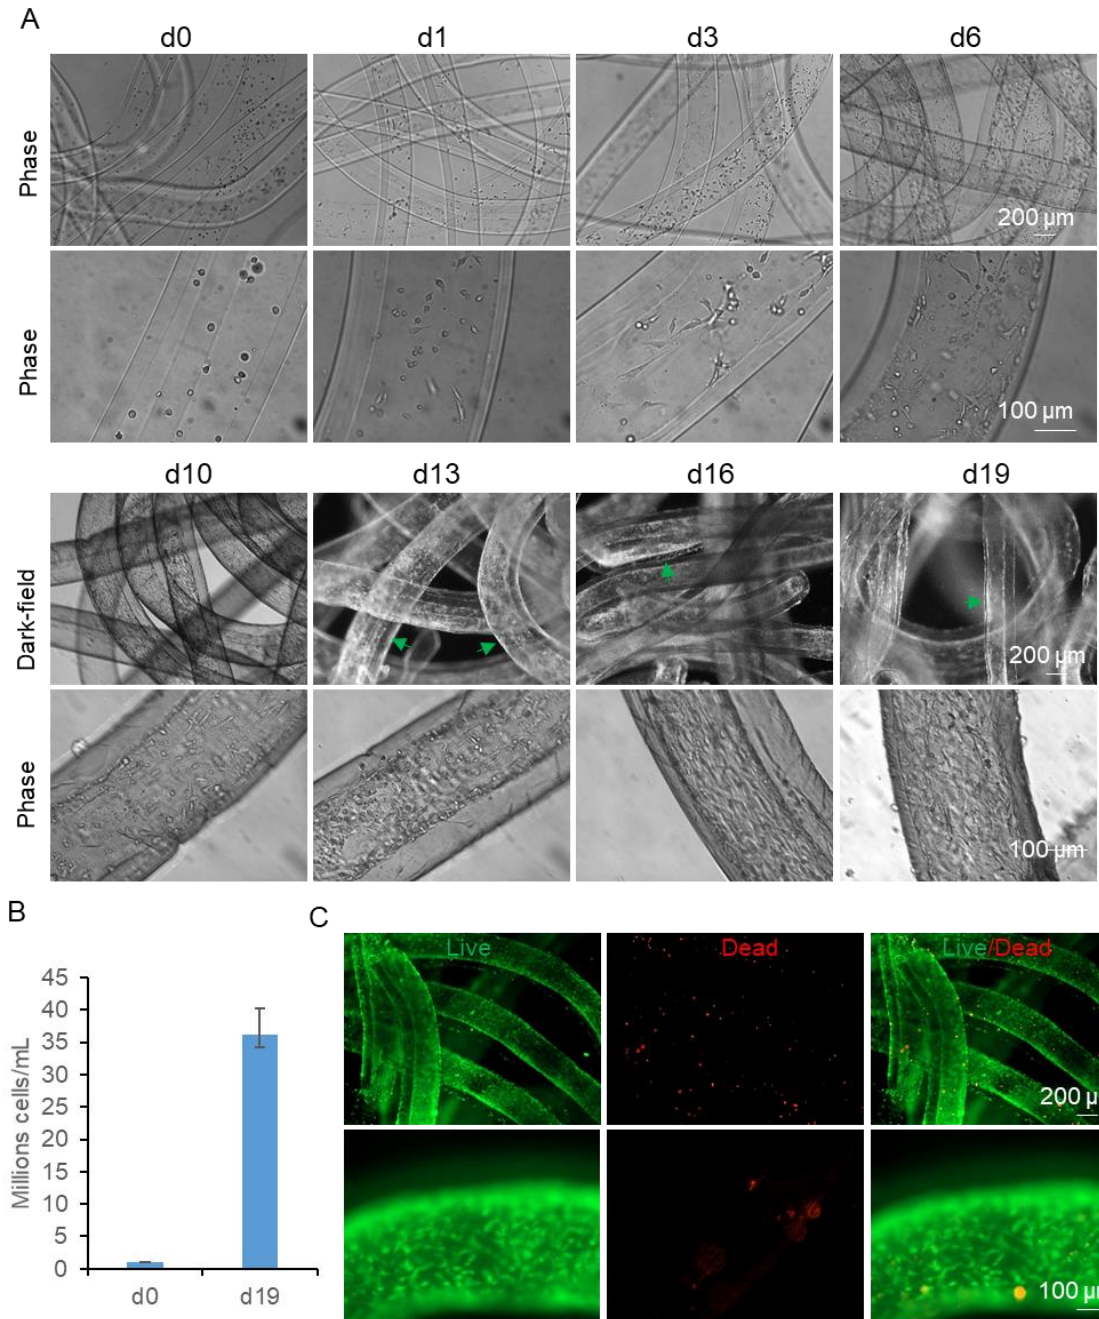 A
d0 d1 d3 d6
Phase
200 µm
Phase
100 µm
d10 d13 d16 d19
Dark-field
200 µm
Phase
100 µm
B
Millions cells/mL
45
40
35
30
25
20
15
10
5
0
d0 d19
C
Live Dead Live/Dead
200 µ
100 µm